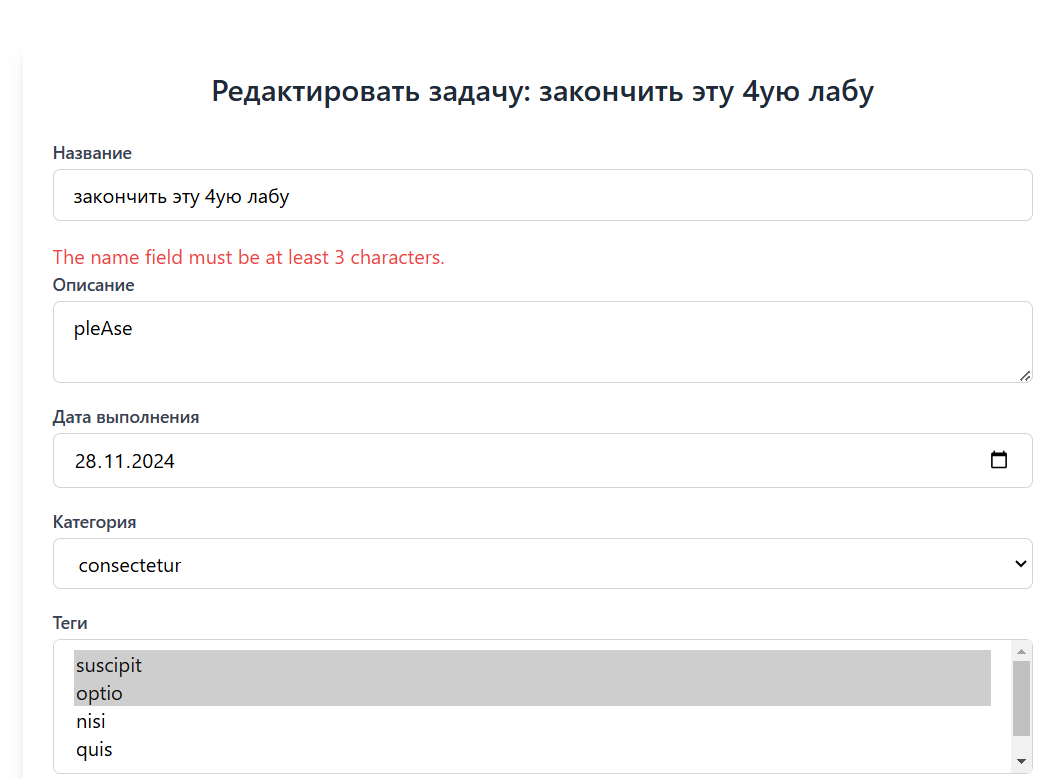 Редактировать задачу: закончить эту 4ую лабу
Название
закончить эту 4ую лабу
The name field must be at least 3 characters.
Описание
pleAse
Дата выполнения
28.11.2024
Категория
consectetur
Теги
suscipit
optio
nisi
quis